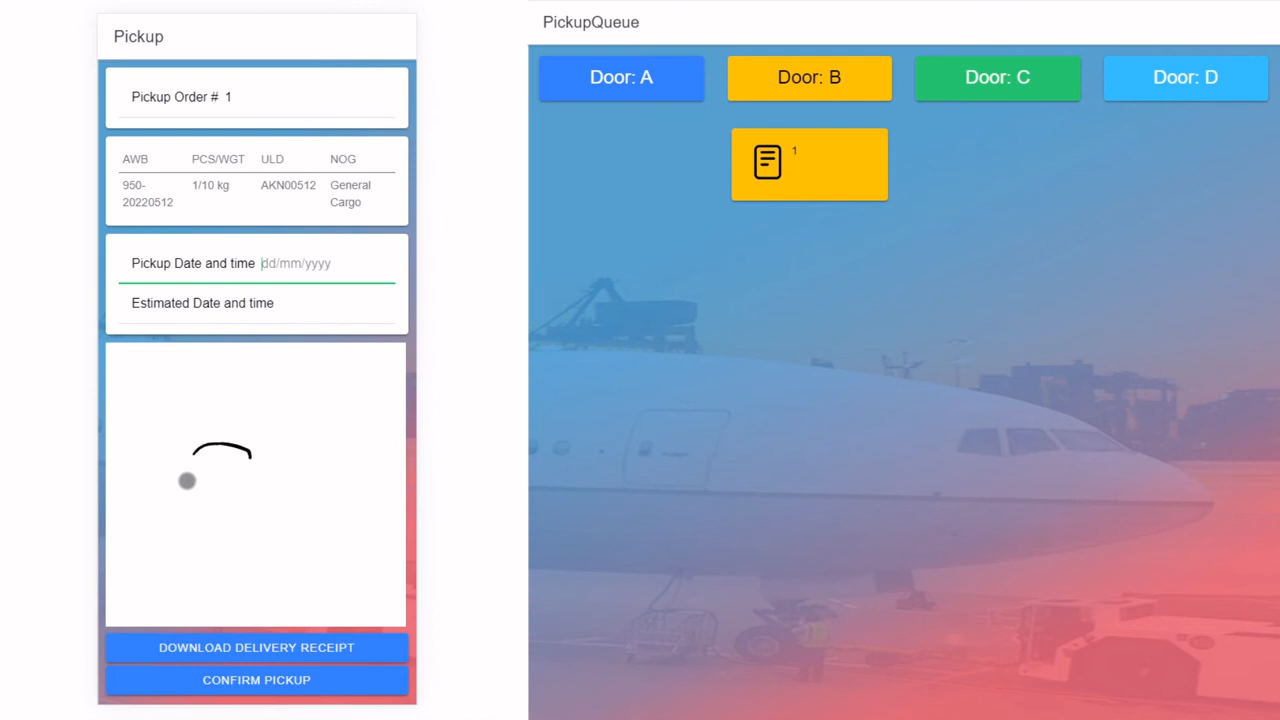 Pickup
Pickup Order # 1
AWB PCS/WGT ULD NOG
950-20220512 1/10 kg AKN00512 General Cargo
Pickup Date and time dd/mm/yyyy
Estimated Date and time
DOWNLOAD DELIVERY RECEIPT
CONFIRM PICKUP
PickupQueue
Door: A Door: B Door: C Door: D
1